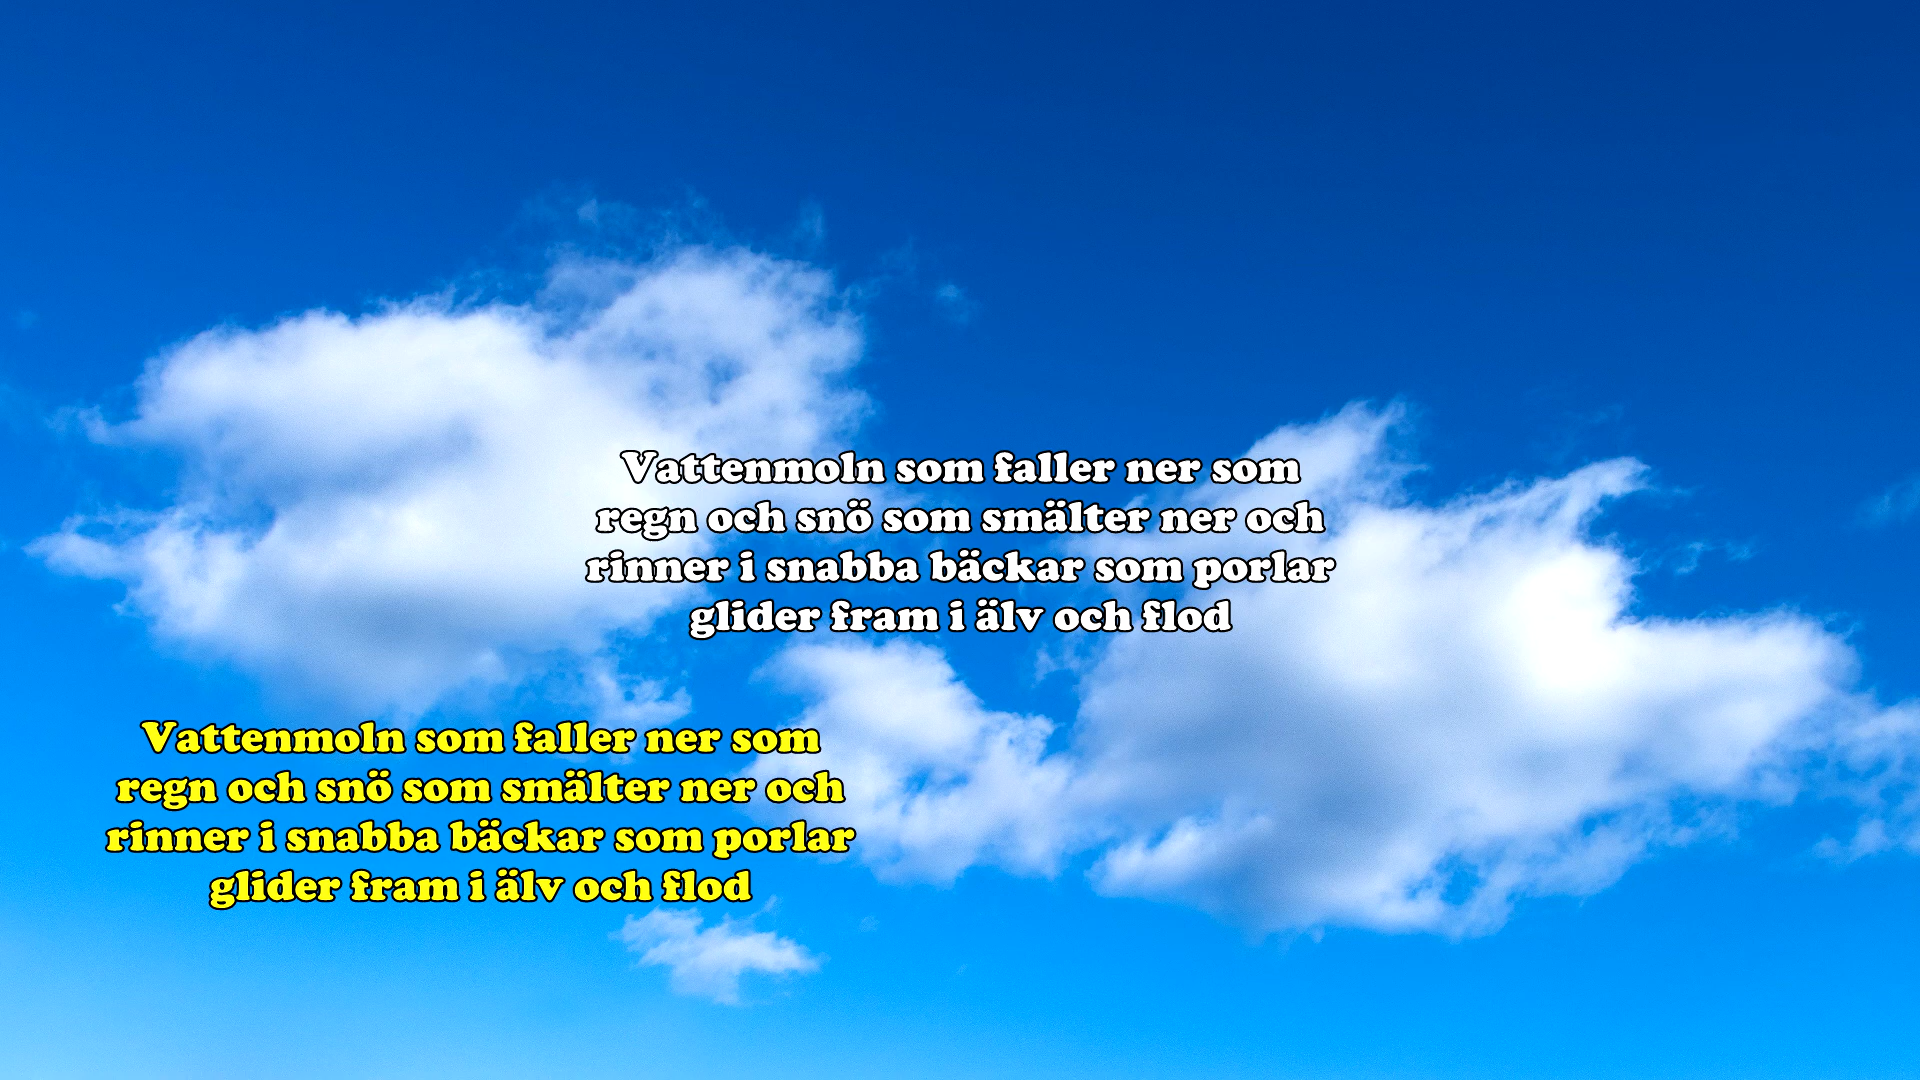 Vattenmoln som faller ner som
regn och snö som smälter ner och
rinner i snabba bäckar som porlar
glider fram i älv och flod
Vattenmoln som faller ner som
regn och snö som smälter ner och
rinner i snabba bäckar som porlar
glider fram i älv och flod